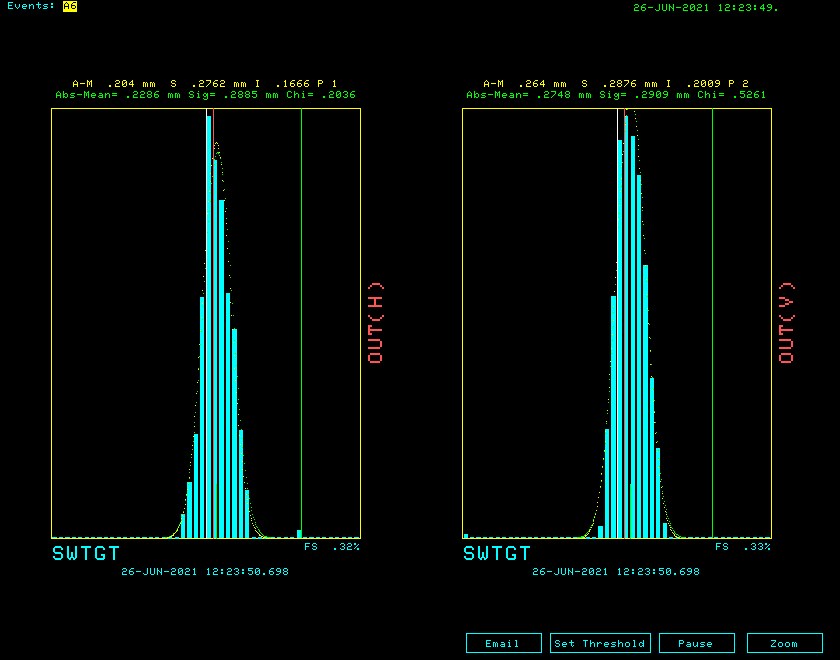 Events: A6
26-JUN-2021 12:23:49.
A-M .204 mm S .2762 mm I .1666 P 1
Abs-Mean= .2286 mm Sig= .2885 mm Chi= .2036
A-M .264 mm S .2876 mm I .2009 P 2
Abs-Mean= .2748 mm Sig= .2909 mm Chi= .5261
OUT(H)
OUT(V)
SWTGT
FS .32%
SWTGT
FS .33%
26-JUN-2021 12:23:50.698
26-JUN-2021 12:23:50.698
Email
Set Threshold
Pause
Zoom